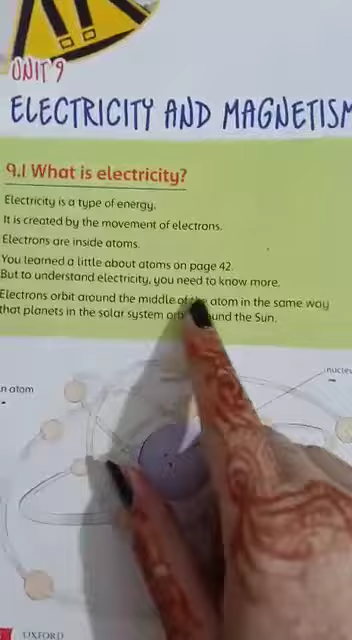 UNIT 9
ELECTRICITY AND MAGNETISM
9.1 What is electricity?
Electricity is a type of energy.
It is created by the movement of electrons.
Electrons are inside atoms.
You learned a little about atoms on page 42.
But to understand electricity, you need to know more.
Electrons orbit around the middle of the atom in the same way
that planets in the solar system the Sun.
n atom
nucleu
OXFORD